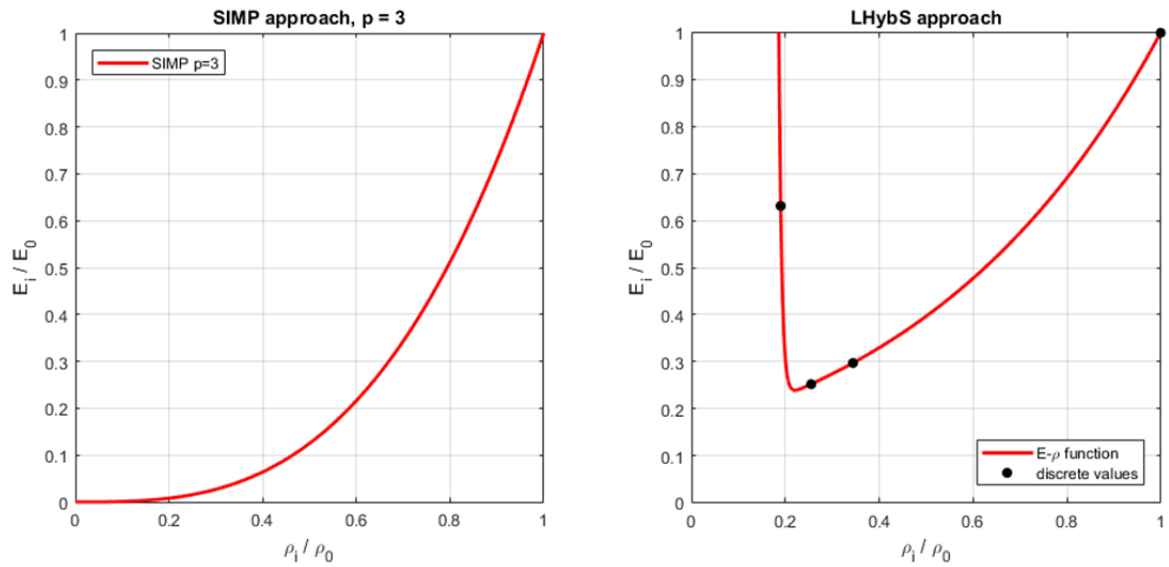 SIMP approach, p = 3
SIMP p=3
1
0.9
0.8
0.7
0.6
0.5
0.4
0.3
0.2
0.1
0
E_i / E_0
0 0.2 0.4 0.6 0.8 1
ρ_i / ρ_0
LHybS approach
1
0.9
0.8
0.7
0.6
0.5
0.4
0.3
0.2
0.1
0
E_i / E_0
E-ρ function
discrete values
0 0.2 0.4 0.6 0.8 1
ρ_i / ρ_0